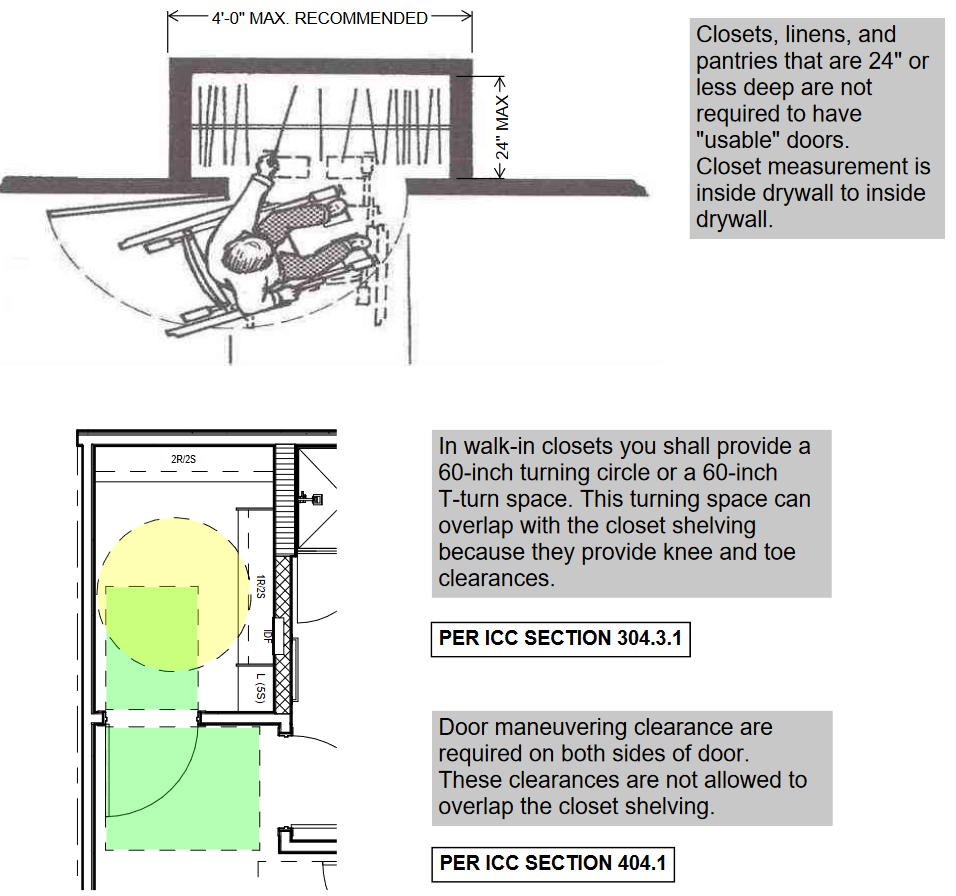 4'-0" MAX. RECOMMENDED
24" MAX
Closets, linens, and
pantries that are 24" or
less deep are not
required to have
"usable" doors.
Closet measurement is
inside drywall to inside
drywall.
2R/2S
1R/2S
IDF
L (5S)
In walk-in closets you shall provide a
60-inch turning circle or a 60-inch
T-turn space. This turning space can
overlap with the closet shelving
because they provide knee and toe
clearances.
PER ICC SECTION 304.3.1
Door maneuvering clearance are
required on both sides of door.
These clearances are not allowed to
overlap the closet shelving.
PER ICC SECTION 404.1